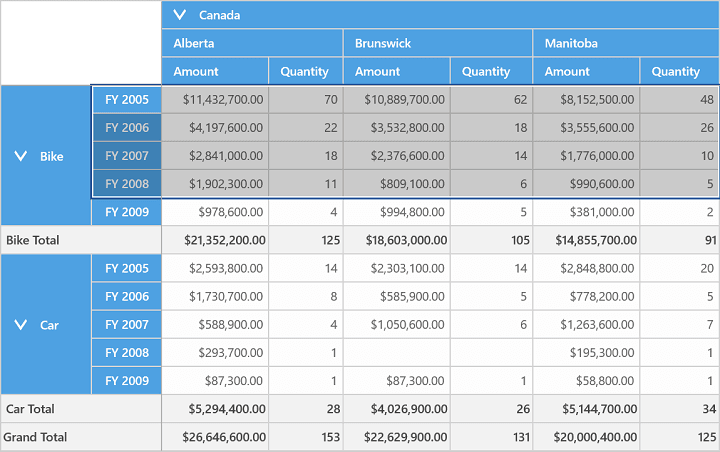 Canada
Alberta Brunswick Manitoba
Amount Quantity Amount Quantity Amount Quantity
FY 2005 $11,432,700.00 70 $10,889,700.00 62 $8,152,500.00 48
FY 2006 $4,197,600.00 22 $3,532,800.00 18 $3,555,600.00 26
Bike FY 2007 $2,841,000.00 18 $2,376,600.00 14 $1,776,000.00 10
FY 2008 $1,902,300.00 11 $809,100.00 6 $990,600.00 5
FY 2009 $978,600.00 4 $994,800.00 5 $381,000.00 2
Bike Total $21,352,200.00 125 $18,603,000.00 105 $14,855,700.00 91
FY 2005 $2,593,800.00 14 $2,303,100.00 14 $2,848,800.00 20
FY 2006 $1,730,700.00 8 $585,900.00 5 $778,200.00 5
Car FY 2007 $588,900.00 4 $1,050,600.00 6 $1,263,600.00 7
FY 2008 $293,700.00 1 $195,300.00 1
FY 2009 $87,300.00 1 $87,300.00 1 $58,800.00 1
Car Total $5,294,400.00 28 $4,026,900.00 26 $5,144,700.00 34
Grand Total $26,646,600.00 153 $22,629,900.00 131 $20,000,400.00 125